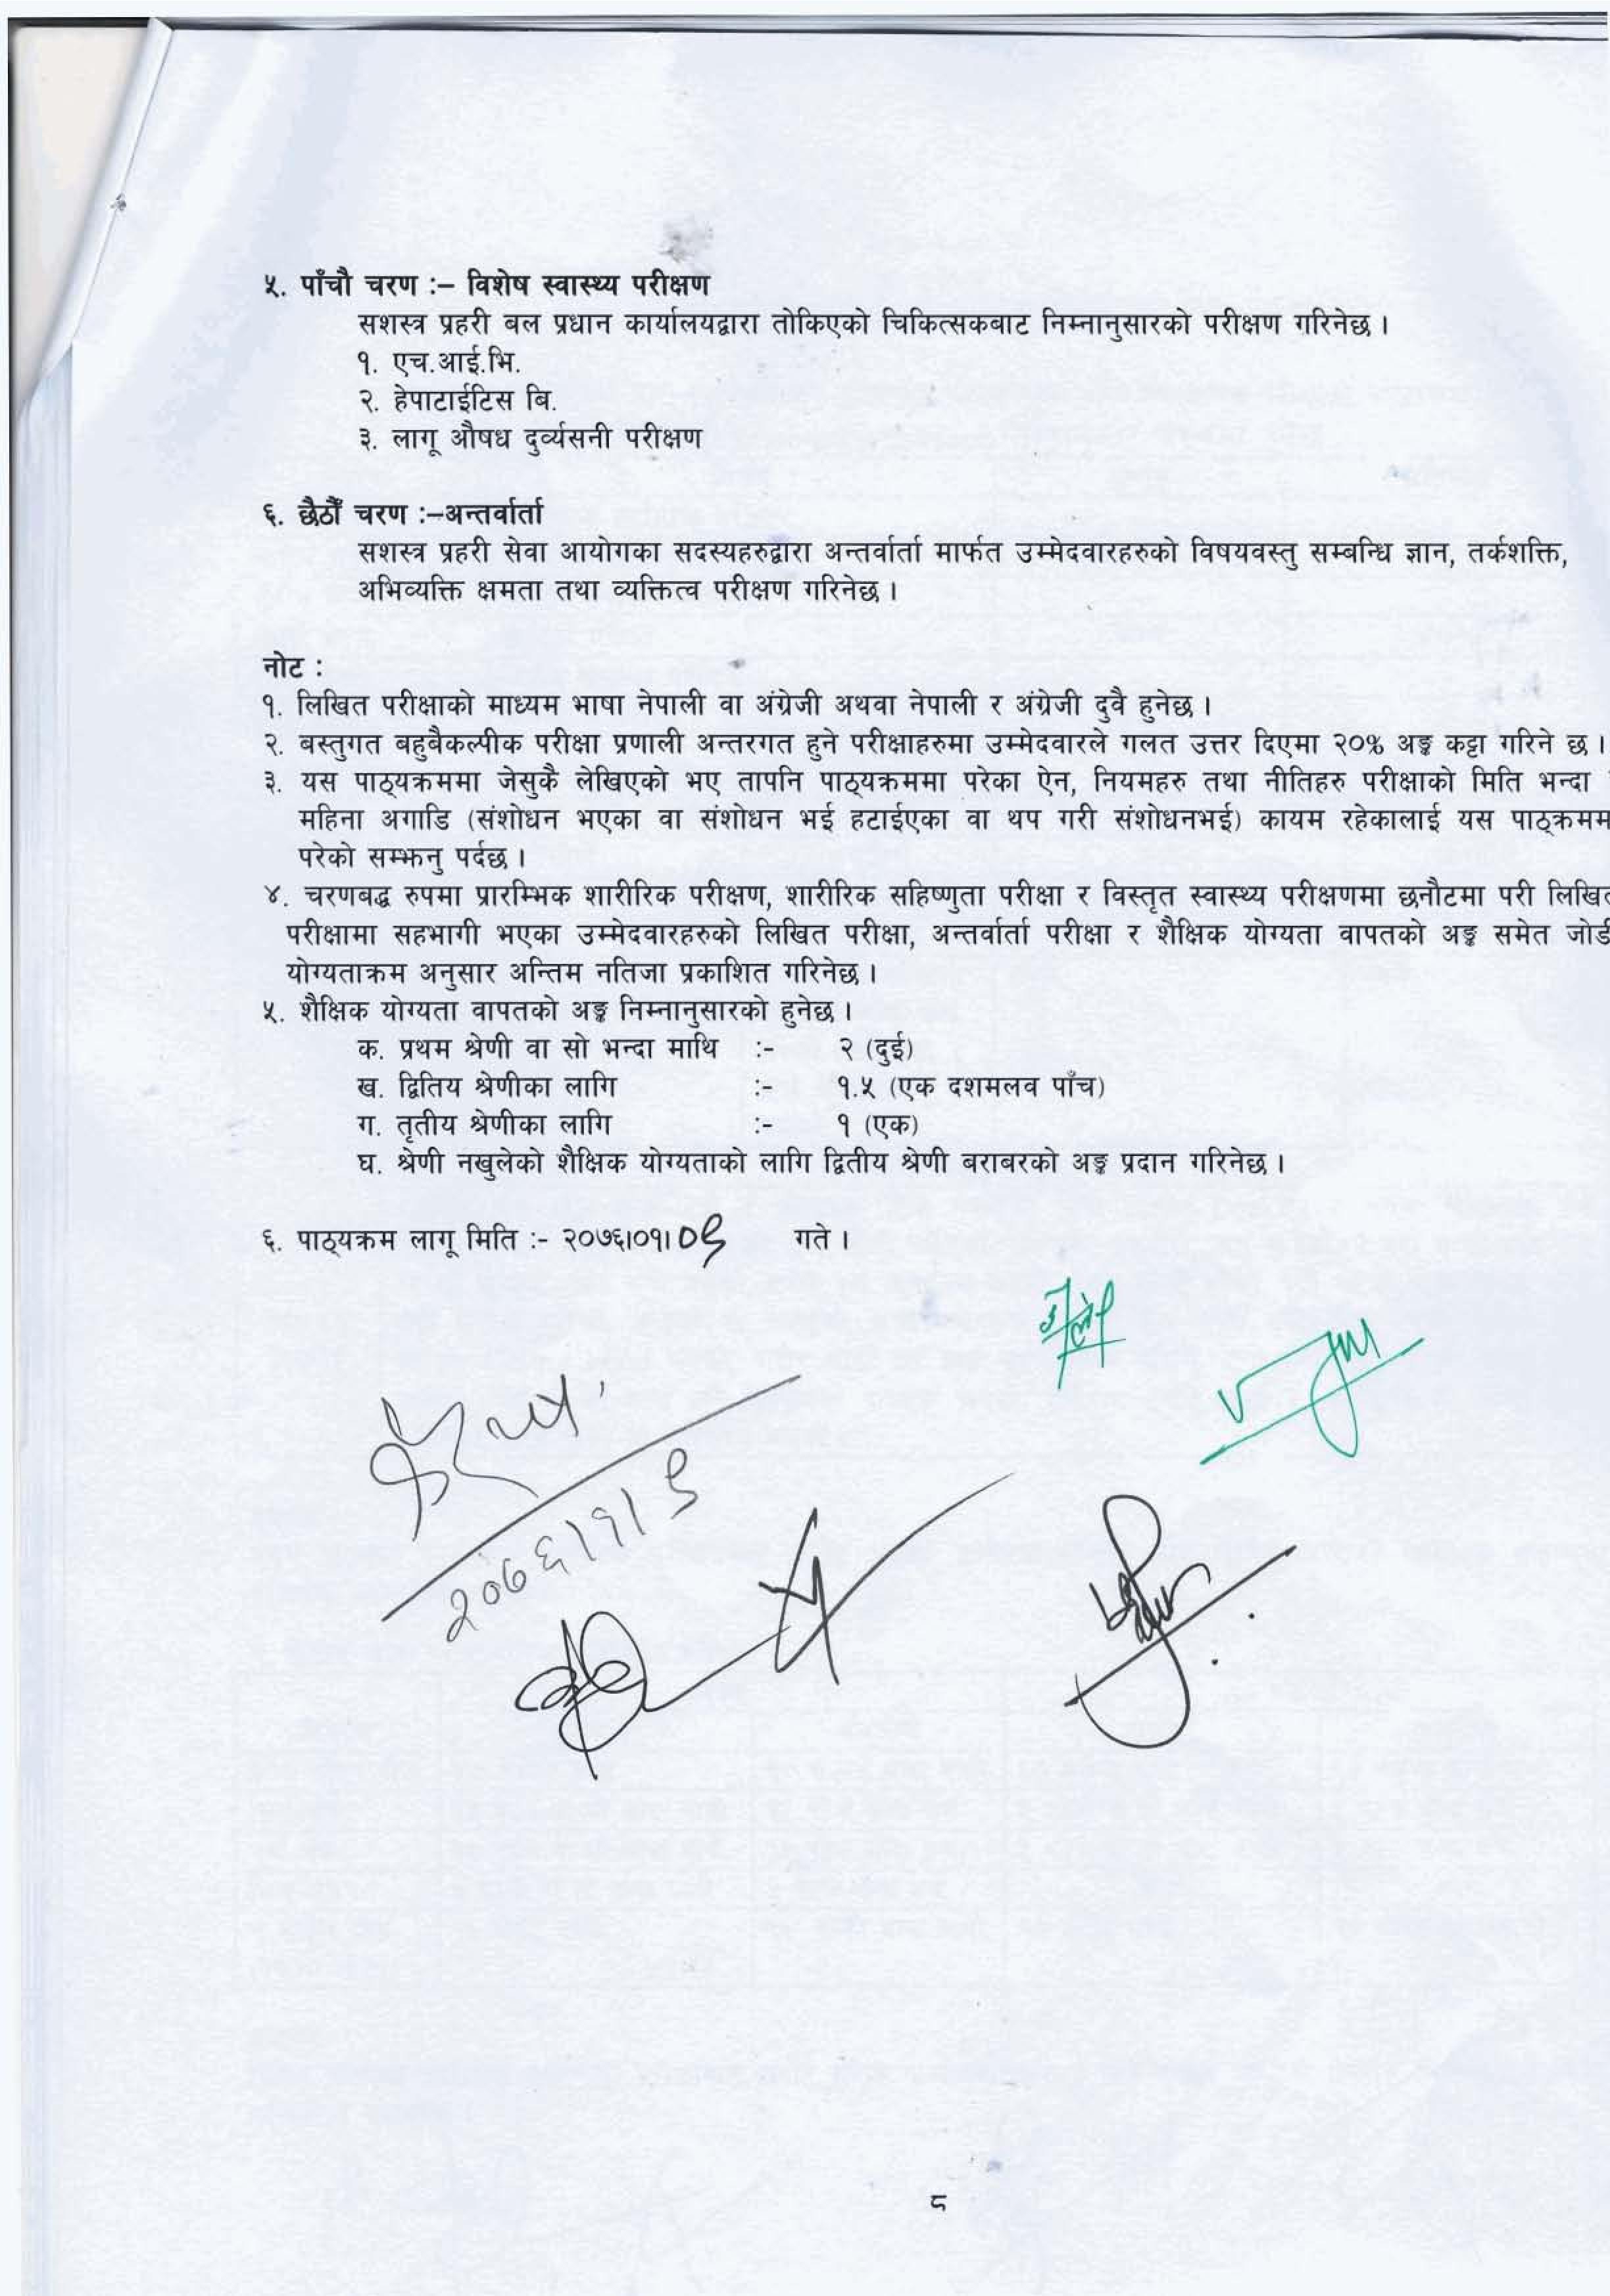 ५. पाँचौ चरण :– विशेष स्वास्थ्य परीक्षण
सशस्त्र प्रहरी बल प्रधान कार्यालयद्वारा तोकिएको चिकित्सकबाट निम्नानुसारको परीक्षण गरिनेछ ।
१. एच.आई.भि.
२. हेपाटाईटिस बि.
३. लागू औषध दुर्व्यसनी परीक्षण
६. छैठौँ चरण :–अन्तर्वार्ता
सशस्त्र प्रहरी सेवा आयोगका सदस्यहरुद्वारा अन्तर्वार्ता मार्फत उम्मेदवारहरुको विषयवस्तु सम्बन्धि ज्ञान, तर्कशक्ति,
अभिव्यक्ति क्षमता तथा व्यक्तित्व परीक्षण गरिनेछ ।
नोट :
१. लिखित परीक्षाको माध्यम भाषा नेपाली वा अंग्रेजी अथवा नेपाली र अंग्रेजी दुवै हुनेछ ।
२. बस्तुगत बहुबैकल्पीक परीक्षा प्रणाली अन्तरगत हुने परीक्षाहरुमा उम्मेदवारले गलत उत्तर दिएमा २०% अङ्क कट्टा गरिने छ ।
३. यस पाठ्यक्रममा जेसुकै लेखिएको भए तापनि पाठ्यक्रममा परेका ऐन, नियमहरु तथा नीतिहरु परीक्षाको मिति भन्दा
महिना अगाडि (संशोधन भएका वा संशोधन भई हटाईएका वा थप गरी संशोधनभई) कायम रहेकालाई यस पाठ्क्रमम
परेको सम्झनु पर्दछ ।
४. चरणबद्ध रुपमा प्रारम्भिक शारीरिक परीक्षण, शारीरिक सहिष्णुता परीक्षा र विस्तृत स्वास्थ्य परीक्षणमा छनौटमा परी लिखित
परीक्षामा सहभागी भएका उम्मेदवारहरुको लिखित परीक्षा, अन्तर्वार्ता परीक्षा र शैक्षिक योग्यता वापतको अङ्क समेत जोडी
योग्यताक्रम अनुसार अन्तिम नतिजा प्रकाशित गरिनेछ ।
५. शैक्षिक योग्यता वापतको अङ्क निम्नानुसारको हुनेछ ।
क. प्रथम श्रेणी वा सो भन्दा माथि :- २ (दुई)
ख. द्वितिय श्रेणीका लागि :- १.५ (एक दशमलव पाँच)
ग. तृतीय श्रेणीका लागि :- १ (एक)
घ. श्रेणी नखुलेको शैक्षिक योग्यताको लागि द्वितीय श्रेणी बराबरको अङ्क प्रदान गरिनेछ ।
६. पाठ्यक्रम लागू मिति :- २०७६।०१।०९ गते ।
२०७६।१।९
८